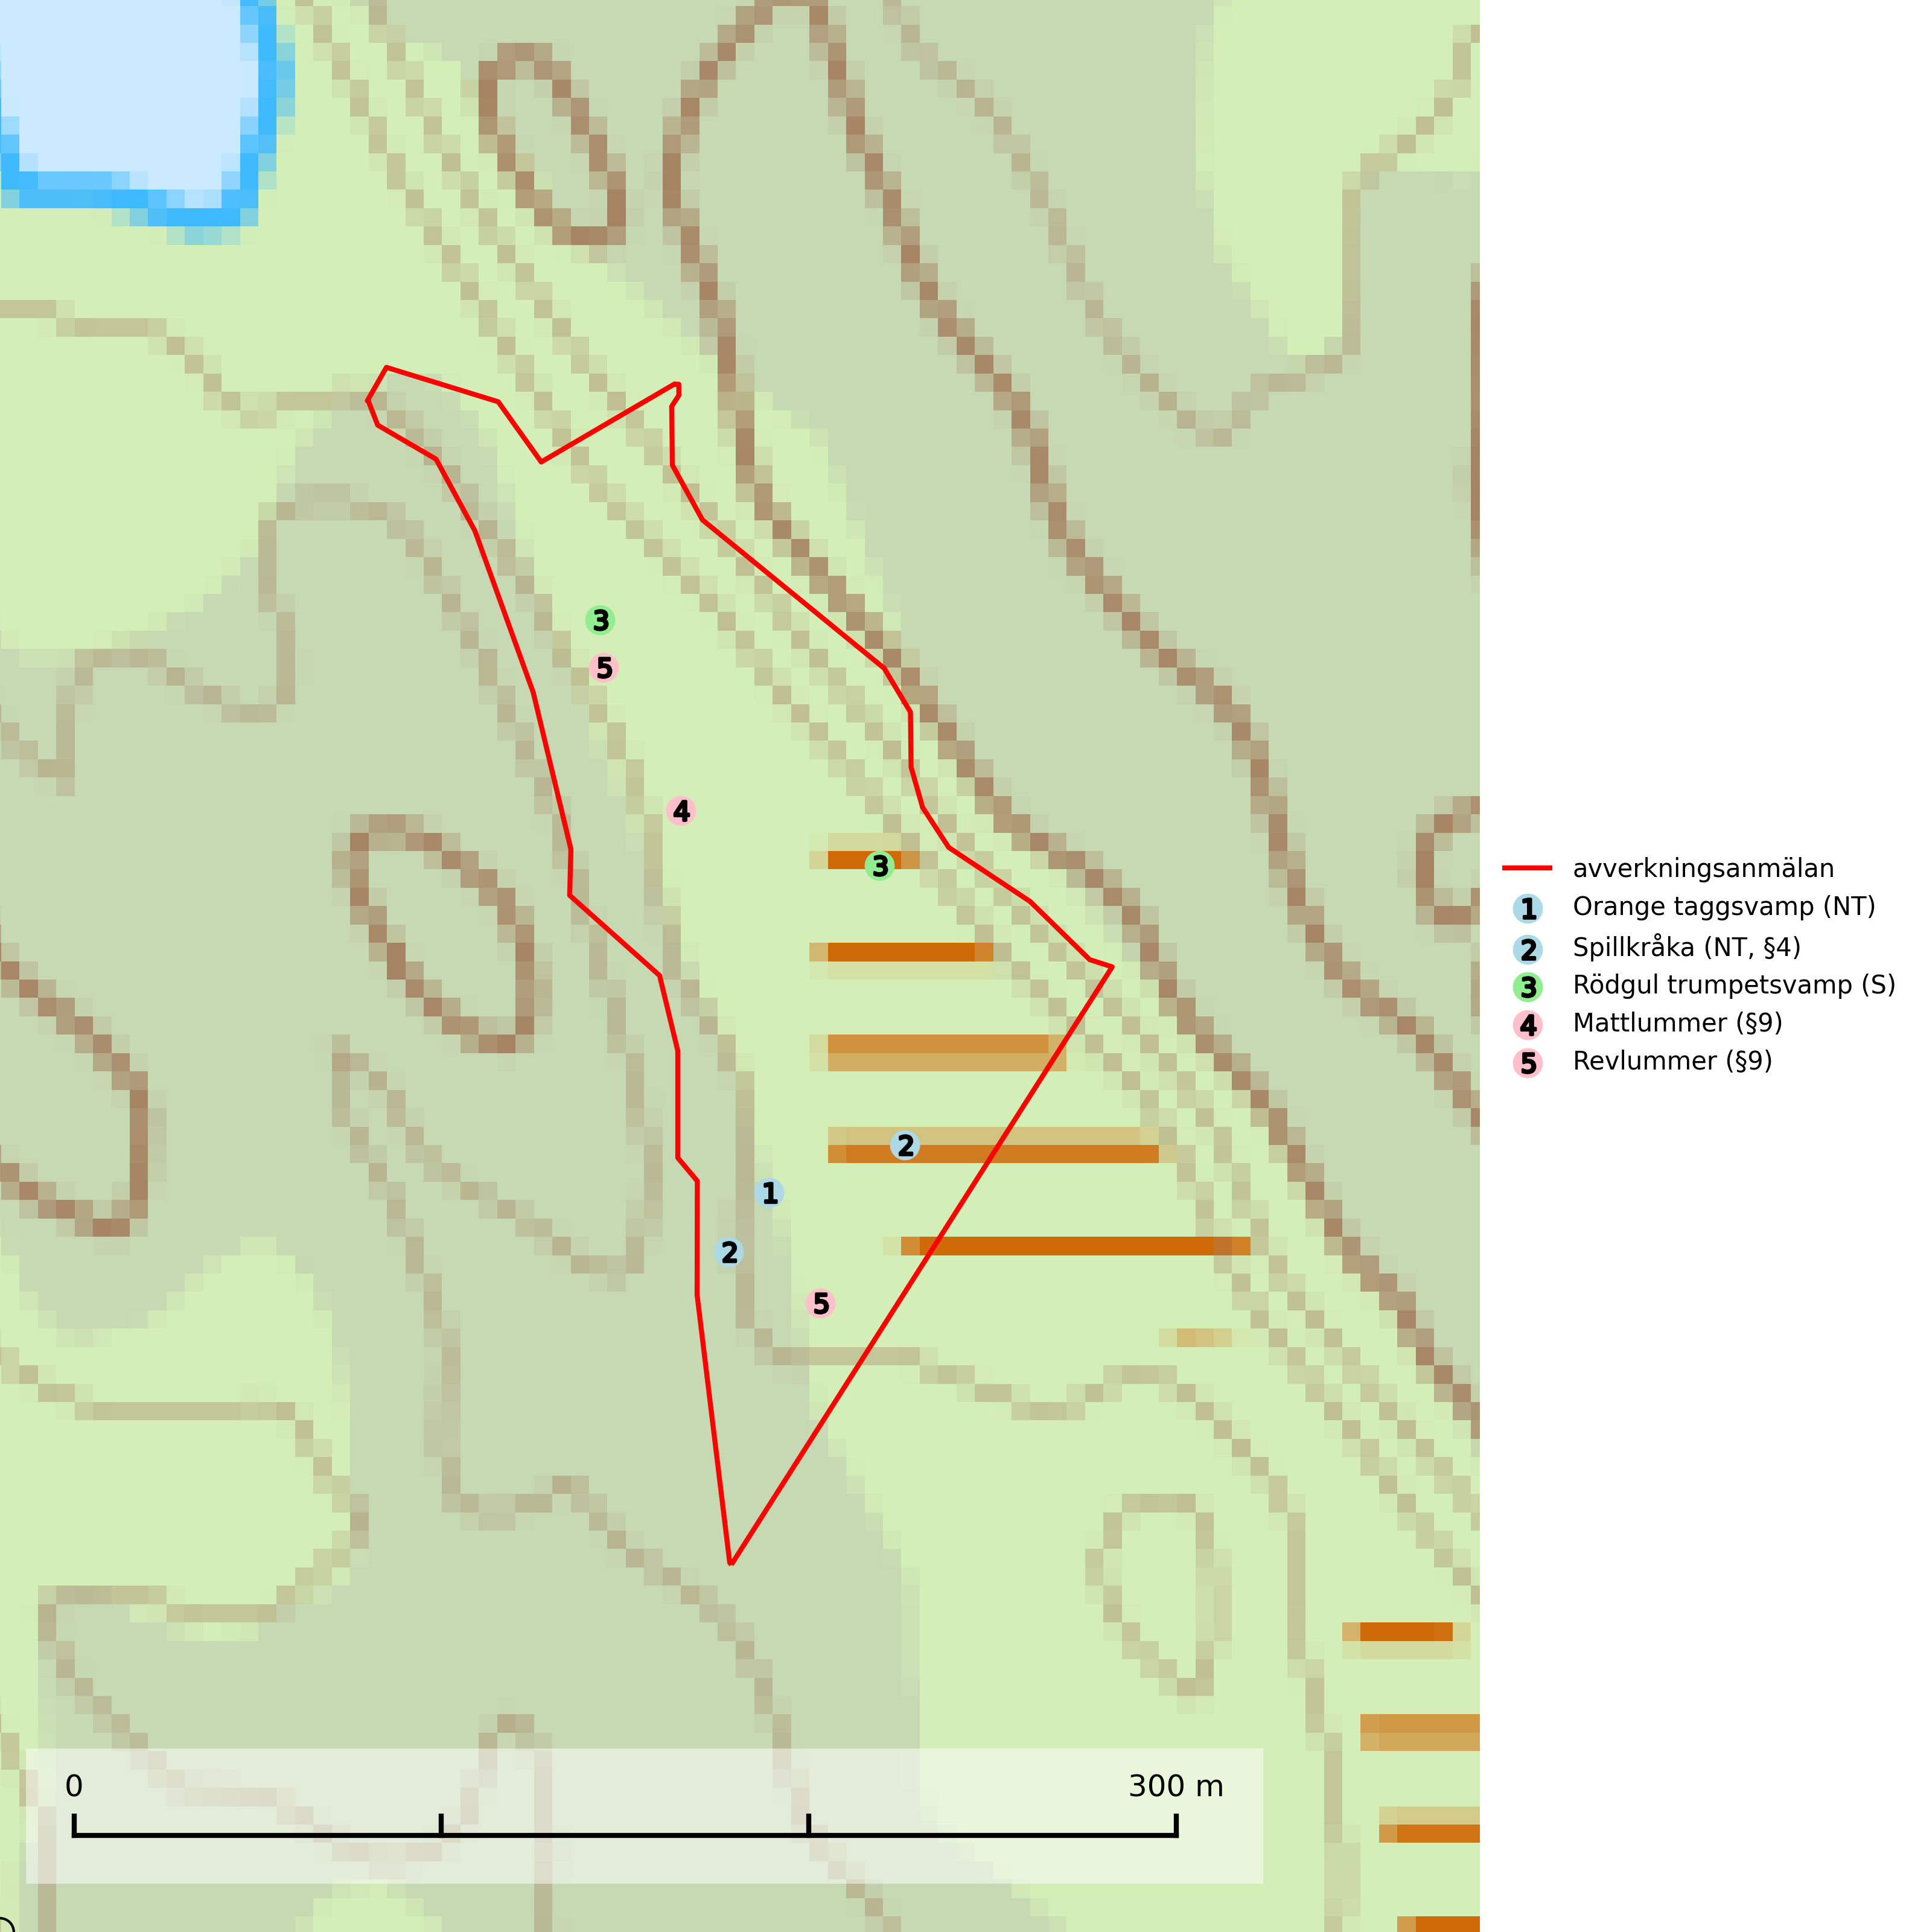 3
5
4
3
2
1
2
5
avverkningsanmälan
1 Orange taggsvamp (NT)
2 Spillkråka (NT, §4)
3 Rödgul trumpetsvamp (S)
4 Mattlummer (§9)
5 Revlummer (§9)
0 300 m